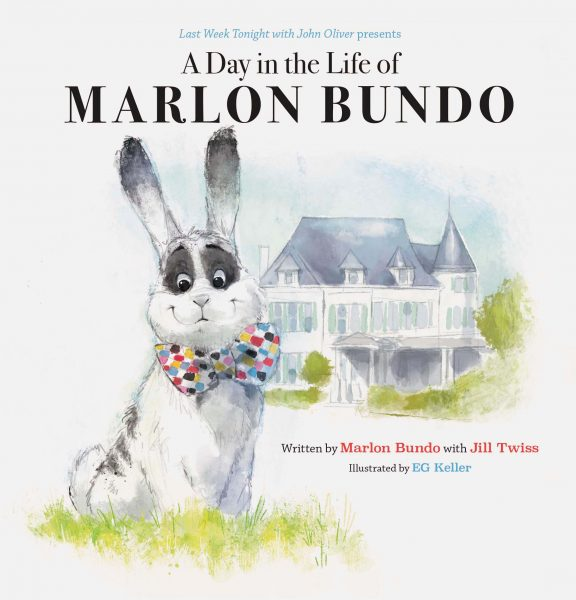 Last Week Tonight with John Oliver presents
A Day in the Life of
MARLON BUNDO
Written by Marlon Bundo with Jill Twiss
Illustrated by EG Keller